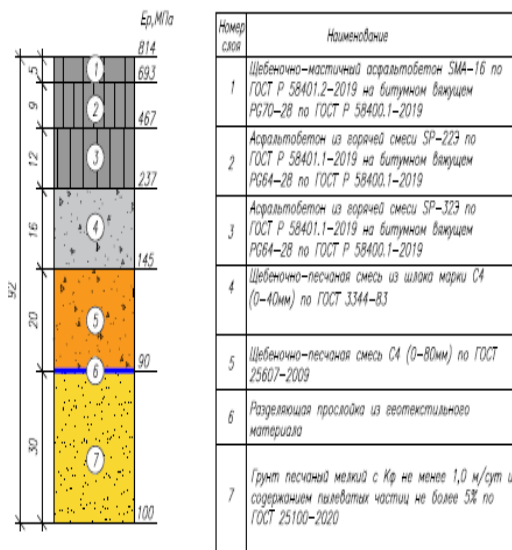 Ер,МПа
814
693
467
237
145
90
100
5
9
12
16
20
30
92
1
2
3
4
5
6
7
Номер слоя
Наименование
1
Щебеночно-мастичный асфальтобетон SMA-16 по
ГОСТ Р 58401.2-2019 на битумном вяжущем
PG70-28 по ГОСТ Р 58400.1-2019
2
Асфальтобетон из горячей смеси SP-22Э по
ГОСТ Р 58401.1-2019 на битумном вяжущем
PG64-28 по ГОСТ Р 58400.1-2019
3
Асфальтобетон из горячей смеси SP-32Э по
ГОСТ Р 58401.1-2019 на битумном вяжущем
PG64-28 по ГОСТ Р 58400.1-2019
4
Щебеночно-песчаная смесь из шлака марки С4
(0-40мм) по ГОСТ 3344-83
5
Щебеночно-песчаная смесь С4 (0-80мм) по ГОСТ
25607-2009
6
Разделяющая прослойка из геотекстильного
материала
7
Грунт песчаный мелкий с Кф не менее 1,0 м/сут и
содержанием пылеватых частиц не более 5% по
ГОСТ 25100-2020